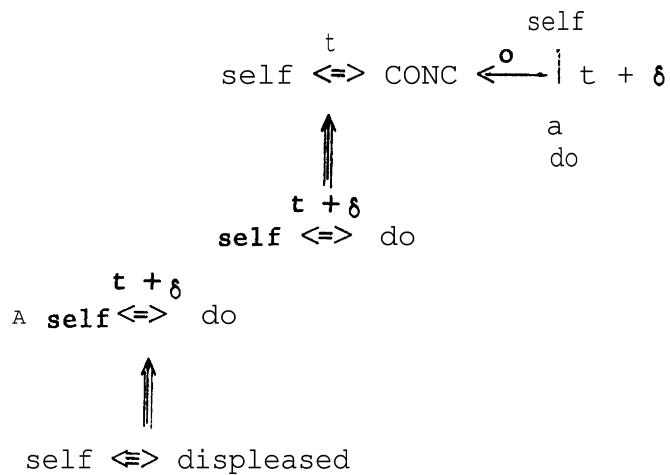 self
t
self <=> CONC <-o- | t + δ
a
do
t + δ
self <=> do
t + δ
A self <=> do
self <≡> displeased